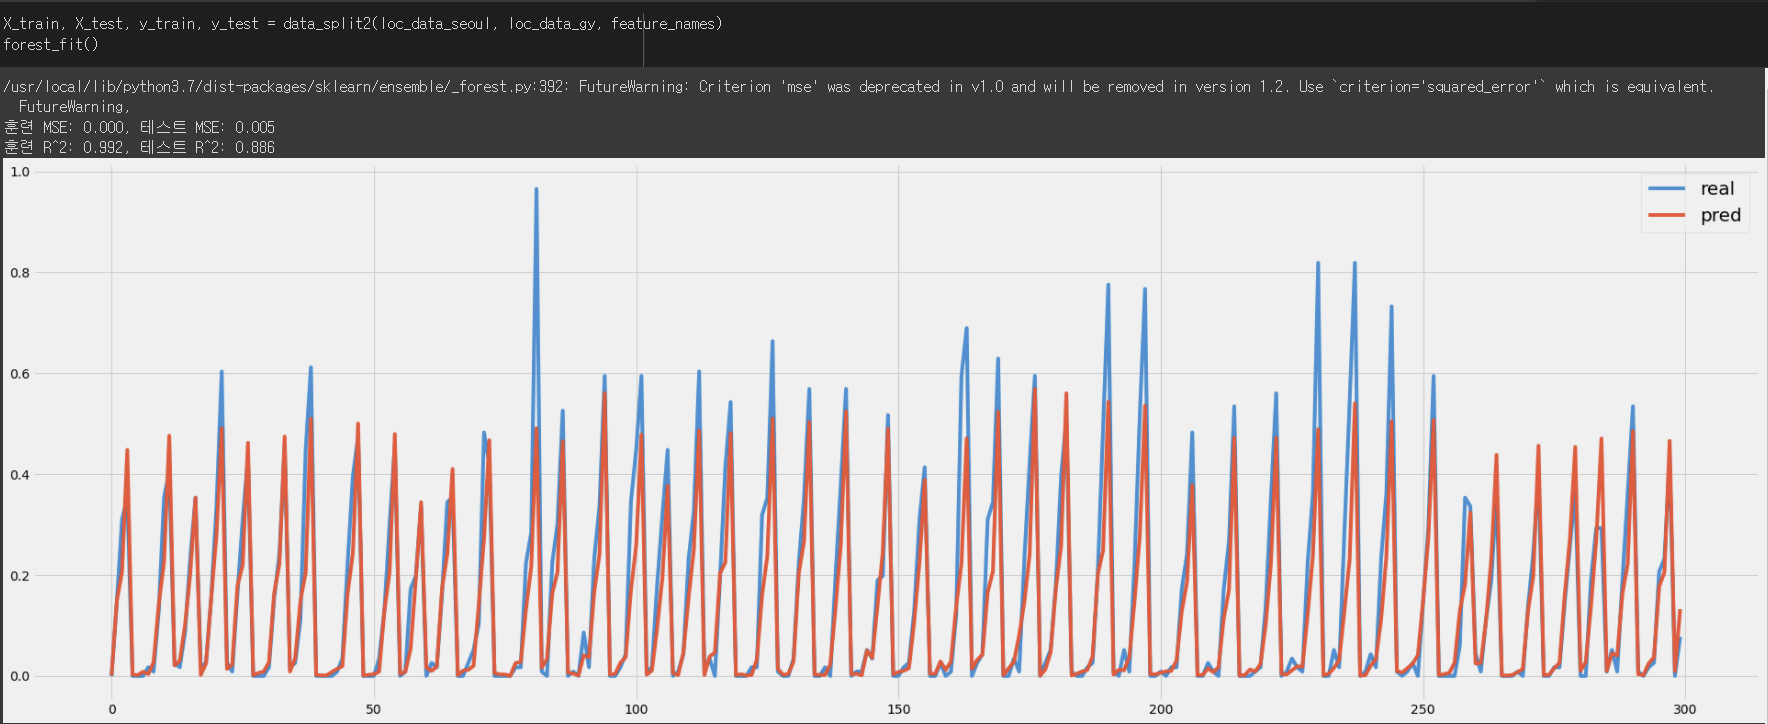 X_train, X_test, y_train, y_test = data_split2(loc_data_seoul, loc_data_gy, feature_names)
forest_fit()
/usr/local/lib/python3.7/dist-packages/sklearn/ensemble/_forest.py:392: FutureWarning: Criterion 'mse' was deprecated in v1.0 and will be removed in version 1.2. Use `criterion='squared_error'` which is equivalent.
FutureWarning,
훈련 MSE: 0.000, 테스트 MSE: 0.005
훈련 R^2: 0.992, 테스트 R^2: 0.886
1.0
0.8
0.6
0.4
0.2
0.0
real
pred
0 50 100 150 200 250 300